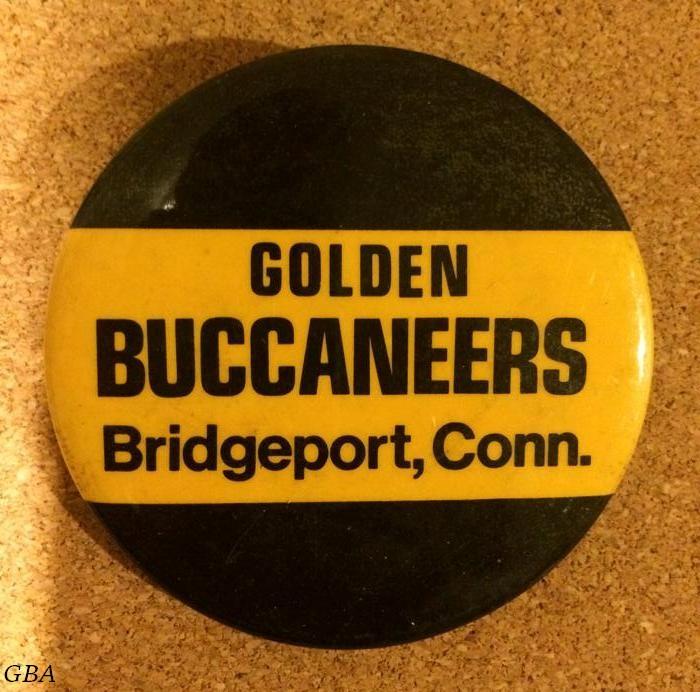 GOLDEN
BUCCANEERS
Bridgeport, Conn.
GBA